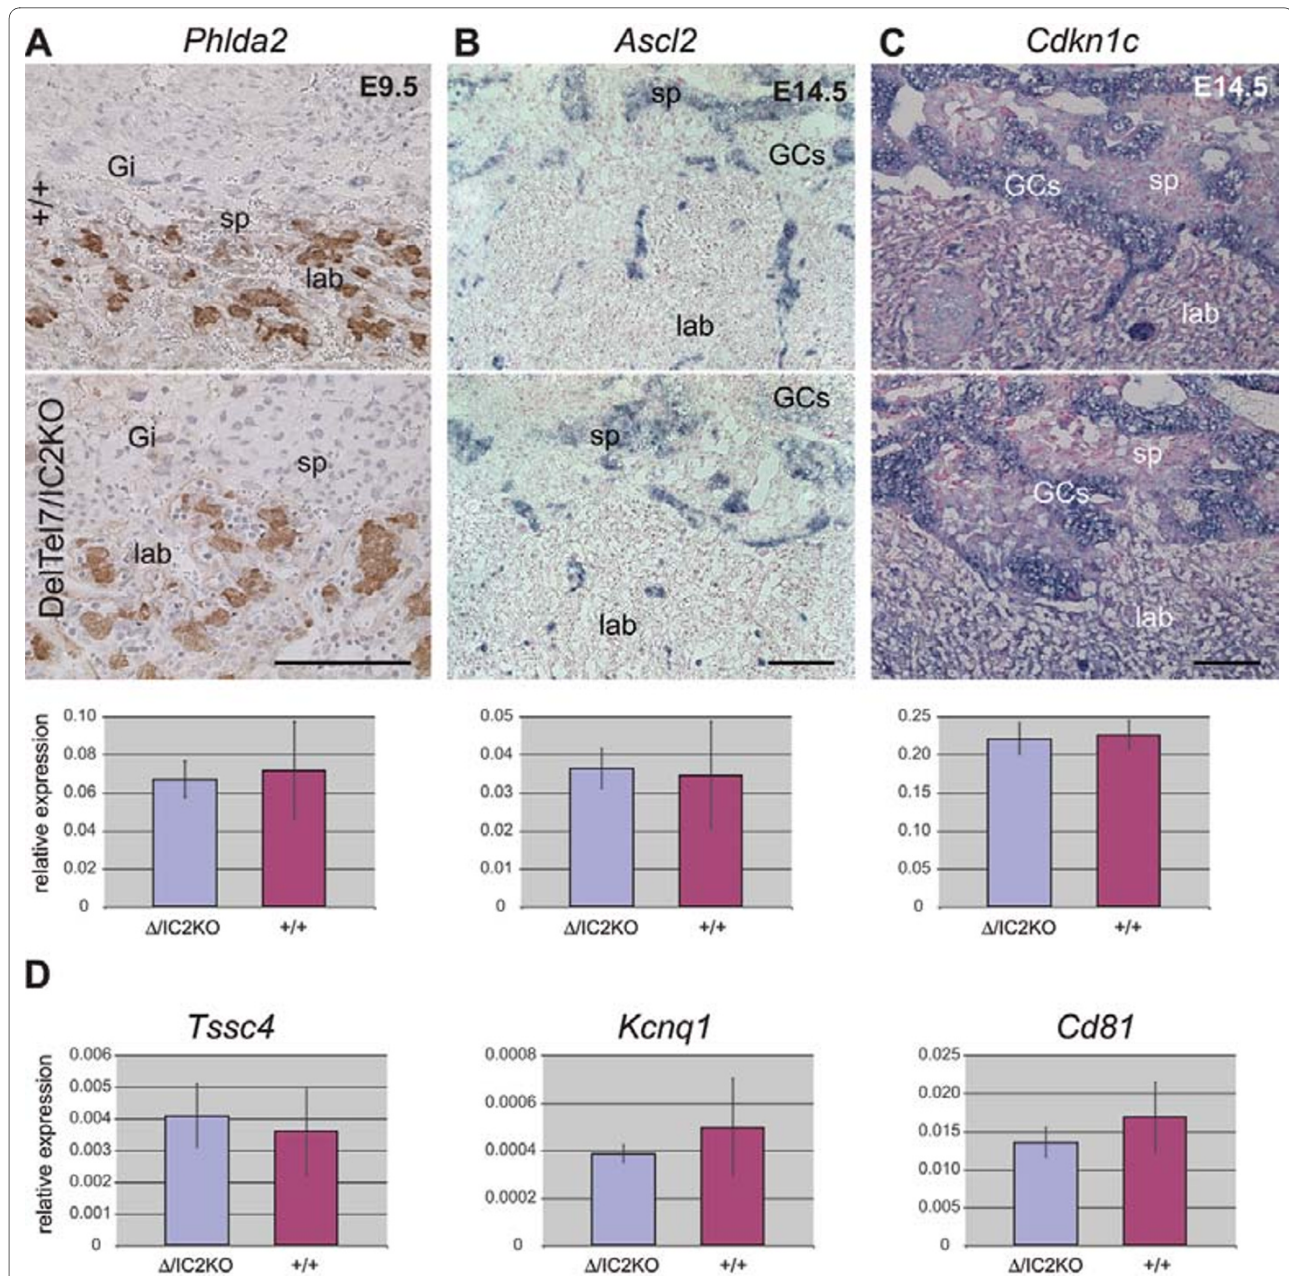 A Phlda2
B Ascl2
C Cdkn1c
+/+
E9.5
Gi
sp
lab
sp
E14.5
GCs
lab
E14.5
GCs
sp
lab
DelTel7/IC2KO
Gi
sp
lab
GCs
sp
lab
sp
GCs
lab
relative expression
0.10
0.08
0.06
0.04
0.02
0
Δ/IC2KO +/+
0.05
0.04
0.03
0.02
0.01
0
Δ/IC2KO +/+
0.25
0.20
0.15
0.10
0.05
0
Δ/IC2KO +/+
D
Tssc4
relative expression
0.006
0.005
0.004
0.003
0.002
0.001
0
Δ/IC2KO +/+
Kcnq1
0.0008
0.0006
0.0004
0.0002
0
Δ/IC2KO +/+
Cd81
0.025
0.020
0.015
0.010
0.005
0
Δ/IC2KO +/+